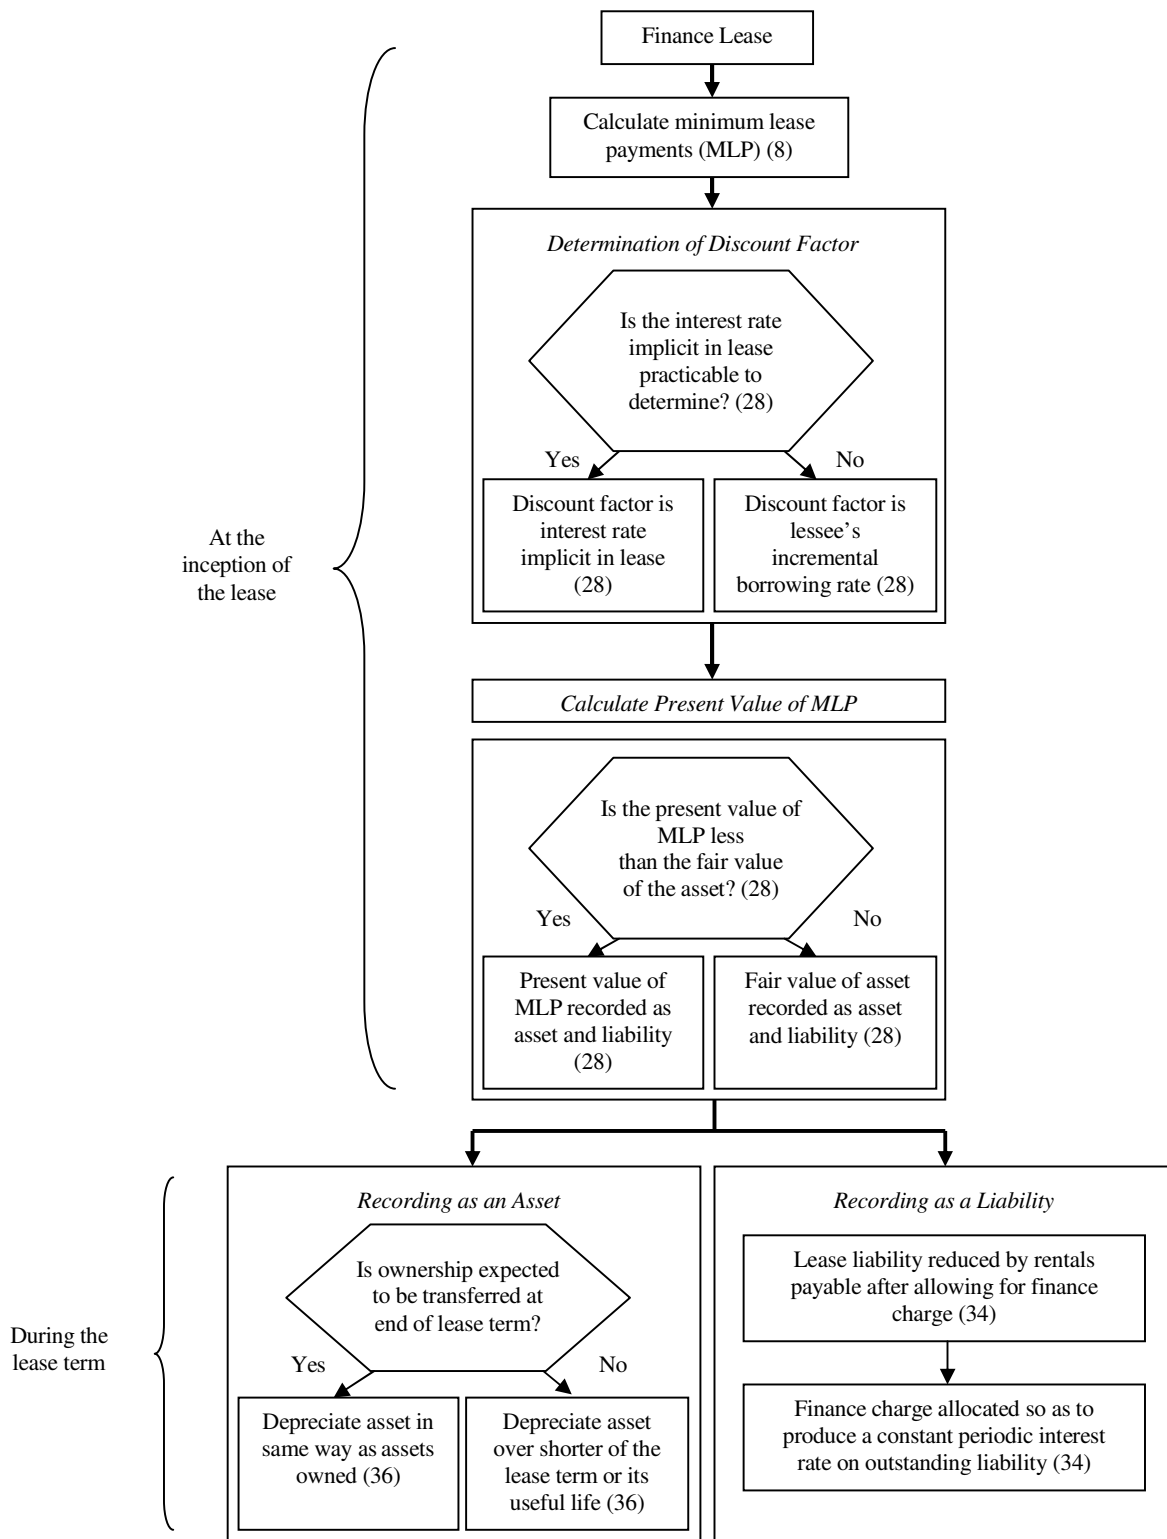 Finance Lease
Calculate minimum lease
payments (MLP) (8)
Determination of Discount Factor
Is the interest rate
implicit in lease
practicable to
determine? (28)
Yes
No
Discount factor is
interest rate
implicit in lease
(28)
Discount factor is
lessee’s
incremental
borrowing rate (28)
At the
inception of
the lease
Calculate Present Value of MLP
Is the present value of
MLP less
than the fair value
of the asset? (28)
Yes
No
Present value of
MLP recorded as
asset and liability
(28)
Fair value of asset
recorded as asset
and liability (28)
During the
lease term
Recording as an Asset
Is ownership expected
to be transferred at
end of lease term?
Yes
No
Depreciate asset in
same way as assets
owned (36)
Depreciate asset
over shorter of the
lease term or its
useful life (36)
Recording as a Liability
Lease liability reduced by rentals
payable after allowing for finance
charge (34)
Finance charge allocated so as to
produce a constant periodic interest
rate on outstanding liability (34)